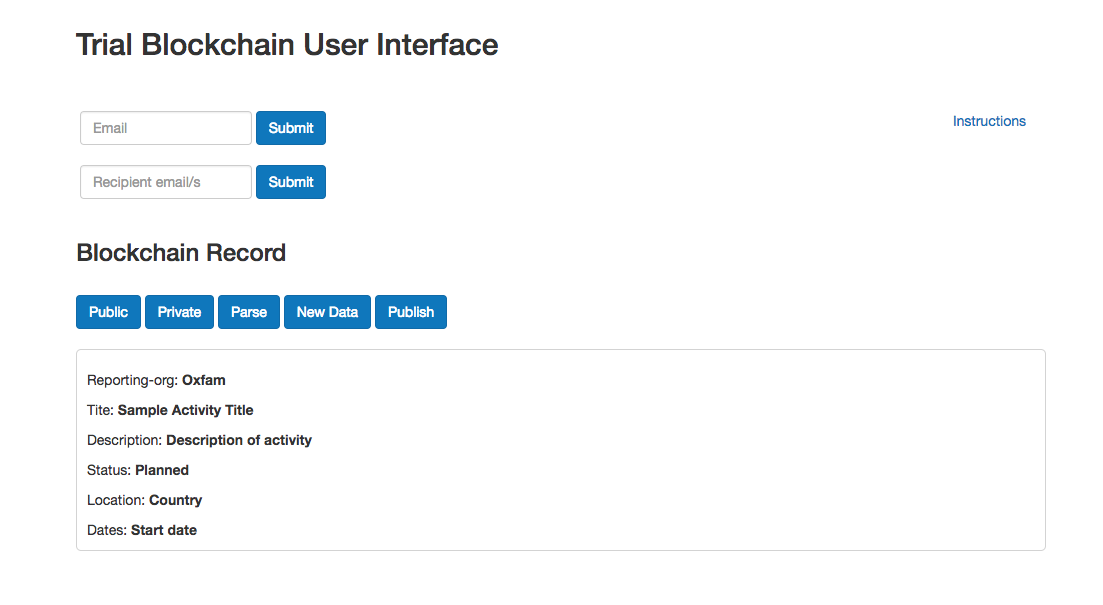 Trial Blockchain User Interface
Email Submit Instructions
Recipient email/s Submit
Blockchain Record
Public Private Parse New Data Publish
Reporting-org: Oxfam
Tite: Sample Activity Title
Description: Description of activity
Status: Planned
Location: Country
Dates: Start date